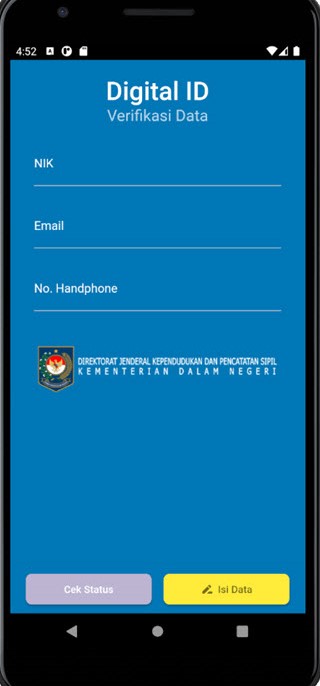 4:52
Digital ID
Verifikasi Data
NIK
Email
No. Handphone
DIREKTORAT JENDERAL KEPENDUDUKAN DAN PENCATATAN SIPIL
KEMENTERIAN DALAM NEGERI
Cek Status
Isi Data